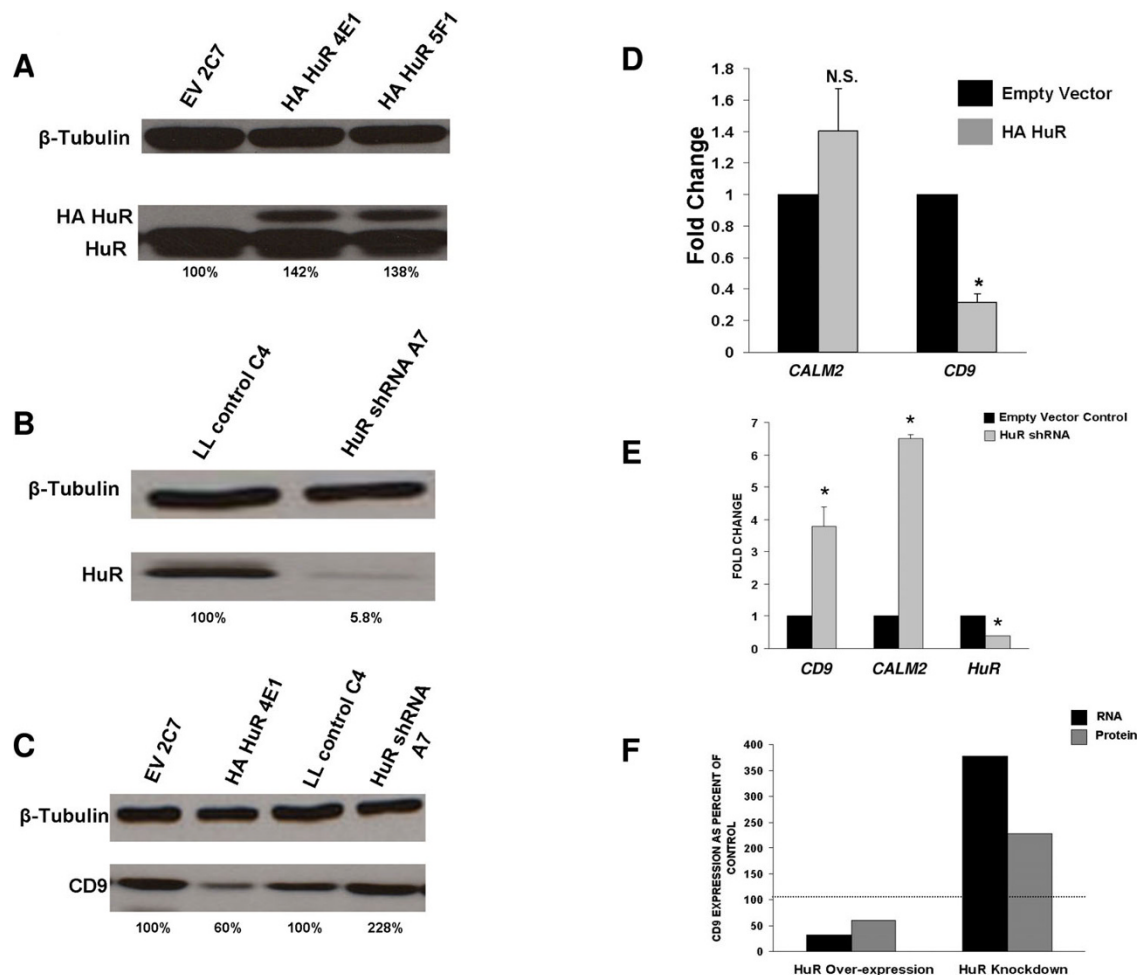 A
EV 2C7
HA HuR 4E1
HA HuR 5F1
β-Tubulin
HA HuR
HuR
100% 142% 138%
B
LL control C4
HuR shRNA A7
β-Tubulin
HuR
100% 5.8%
C
EV 2C7
HA HuR 4E1
LL control C4
HuR shRNA
A7
β-Tubulin
CD9
100% 60% 100% 228%
D
Fold Change
1.8
1.6
1.4
1.2
1
0.8
0.6
0.4
0.2
0
N.S.
*
Empty Vector
HA HuR
CALM2 CD9
E
FOLD CHANGE
7
6
5
4
3
2
1
0
*
*
*
Empty Vector Control
HuR shRNA
CD9 CALM2 HuR
F
CD9 EXPRESSION AS PERCENT OF
CONTROL
400
350
300
250
200
150
100
50
0
RNA
Protein
HuR Over-expression HuR Knockdown